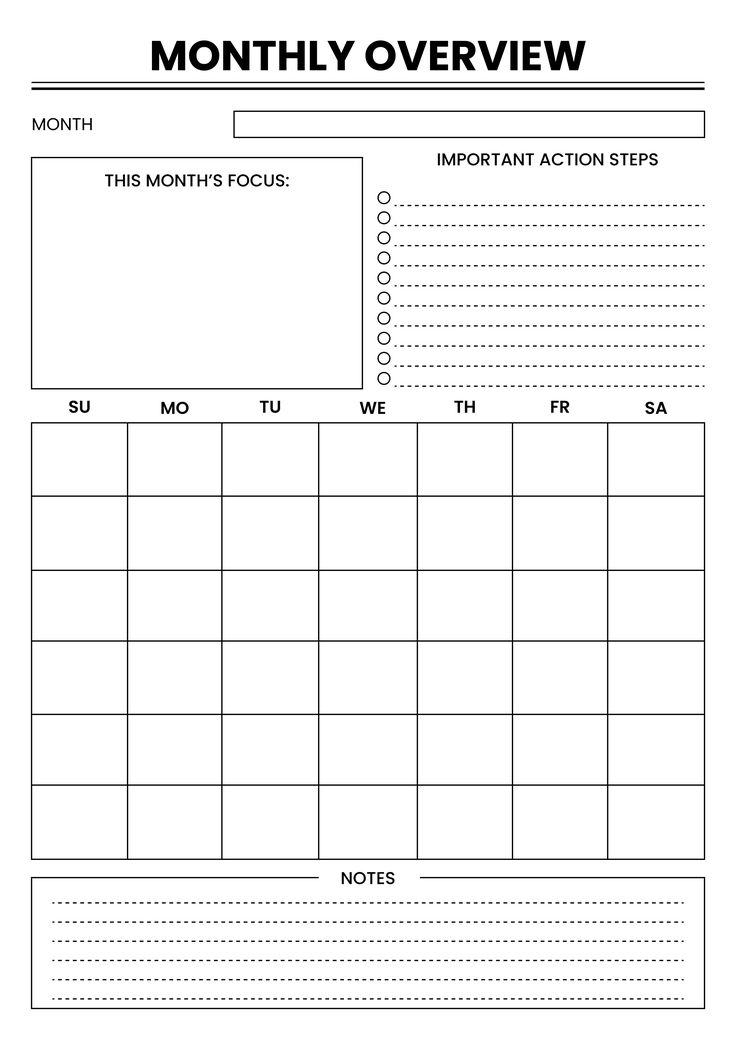 MONTHLY OVERVIEW
MONTH
IMPORTANT ACTION STEPS
THIS MONTH'S FOCUS:
SU MO TU WE TH FR SA
NOTES